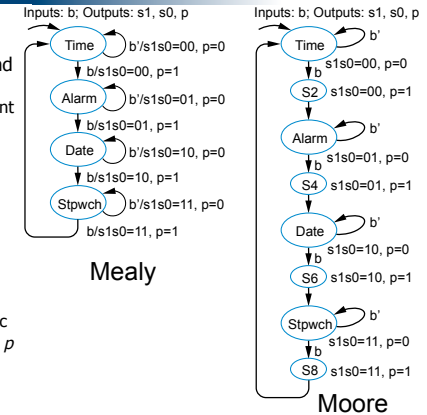 Inputs: b; Outputs: s1, s0, p
Time
b'/s1s0=00, p=0
b/s1s0=00, p=1
Alarm
b'/s1s0=01, p=0
b/s1s0=01, p=1
Date
b'/s1s0=10, p=0
b/s1s0=10, p=1
Stpwch
b'/s1s0=11, p=0
b/s1s0=11, p=1
Mealy
Inputs: b; Outputs: s1, s0, p
Time
b'
s1s0=00, p=0
b
S2 s1s0=00, p=1
Alarm
b'
s1s0=01, p=0
b
S4 s1s0=01, p=1
Date
b'
s1s0=10, p=0
b
S6 s1s0=10, p=1
Stpwch
b'
s1s0=11, p=0
b
S8 s1s0=11, p=1
Moore
p